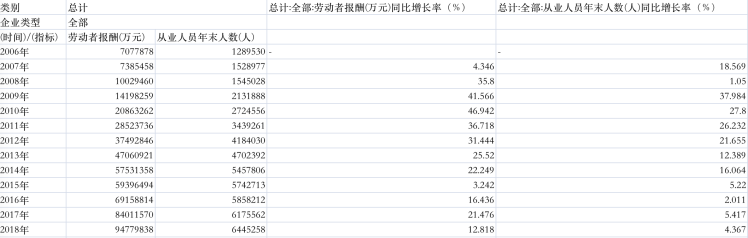 类别 总计 总计:全部:劳动者报酬(万元)同比增长率（%） 总计:全部:从业人员年末人数(人)同比增长率（%）
企业类型 全部
(时间)/(指标) 劳动者报酬(万元) 从业人员年末人数(人)
2006年 7077878 1289530 - -
2007年 7385458 1528977 4.346 18.569
2008年 10029460 1545028 35.8 1.05
2009年 14198259 2131888 41.566 37.984
2010年 20863262 2724556 46.942 27.8
2011年 28523736 3439261 36.718 26.232
2012年 37492846 4184030 31.444 21.655
2013年 47060921 4702392 25.52 12.389
2014年 57531358 5457806 22.249 16.064
2015年 59396494 5742713 3.242 5.22
2016年 69158814 5858212 16.436 2.011
2017年 84011570 6175562 21.476 5.417
2018年 94779838 6445258 12.818 4.367